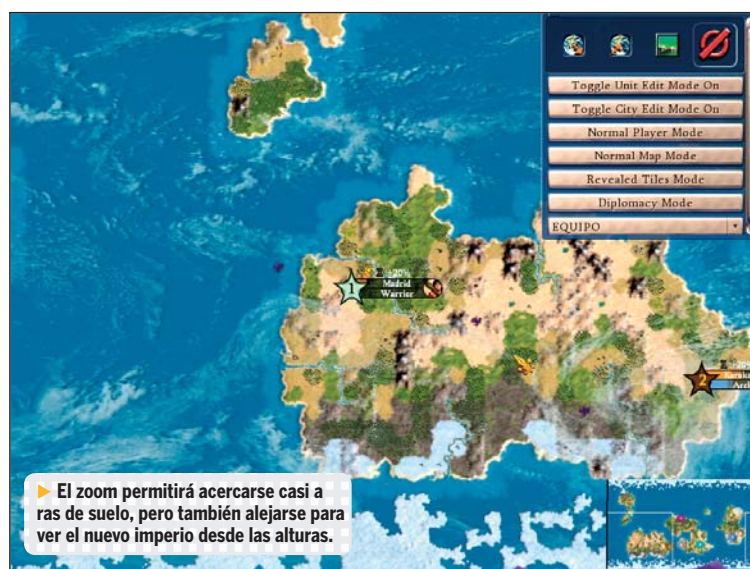 Toggle Unit Edit Mode On
Toggle City Edit Mode On
Normal Player Mode
Normal Map Mode
Revealed Tiles Mode
Diplomacy Mode
EQUIPO
+20%
1
Madrid
Warrior
2
El zoom permitirá acercarse casi a
ras de suelo, pero también alejarse para
ver el nuevo imperio desde las alturas.